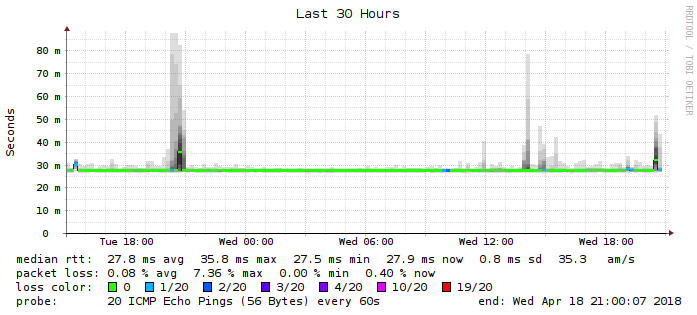 Last 30 Hours
RRDTOOL / TOBI OETIKER
Seconds
80 m
70 m
60 m
50 m
40 m
30 m
20 m
10 m
0
Tue 18:00 Wed 00:00 Wed 06:00 Wed 12:00 Wed 18:00
median rtt: 27.8 ms avg 35.8 ms max 27.5 ms min 27.9 ms now 0.8 ms sd 35.3 am/s
packet loss: 0.08 % avg 7.36 % max 0.00 % min 0.40 % now
loss color: 0 1/20 2/20 3/20 4/20 10/20 19/20
probe: 20 ICMP Echo Pings (56 Bytes) every 60s end: Wed Apr 18 21:00:07 2018